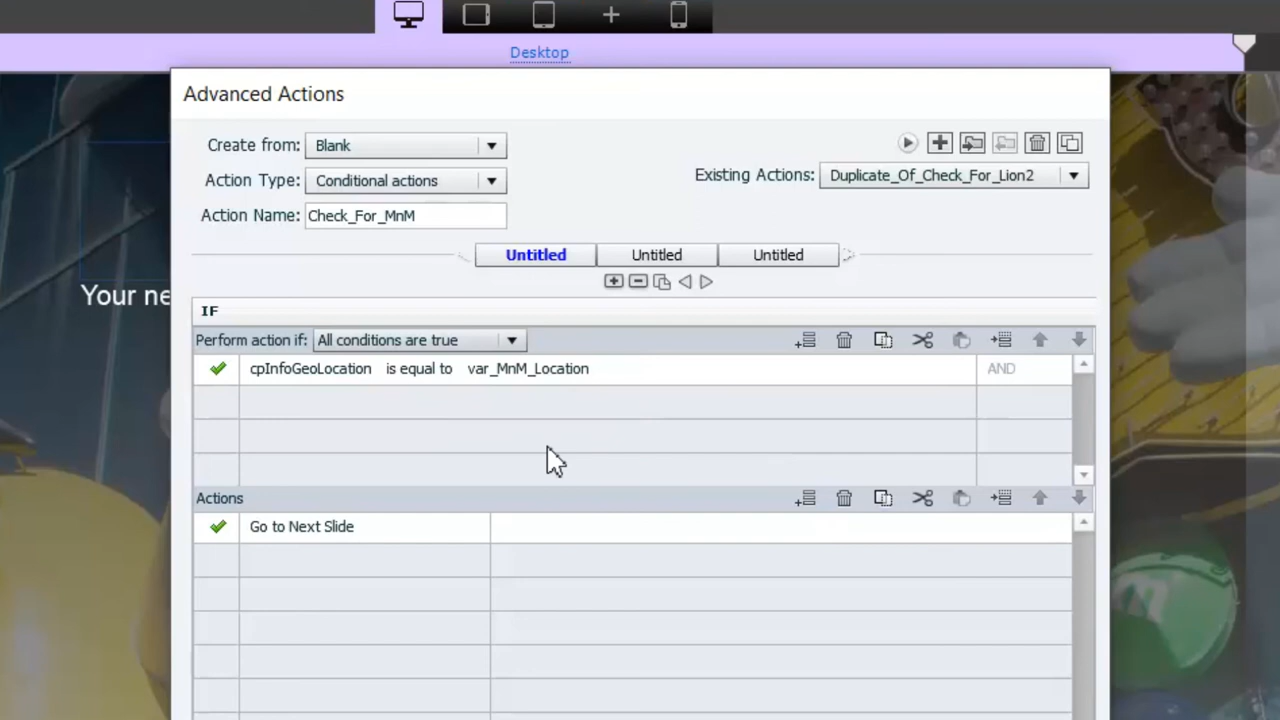 Desktop
Advanced Actions
Create from: Blank
Existing Actions: Duplicate_Of_Check_For_Lion2
Action Type: Conditional actions
Action Name: Check_For_MnM
Untitled Untitled Untitled
Your ne
IF
Perform action if: All conditions are true
cpInfoGeoLocation is equal to var_MnM_Location AND
Actions
Go to Next Slide